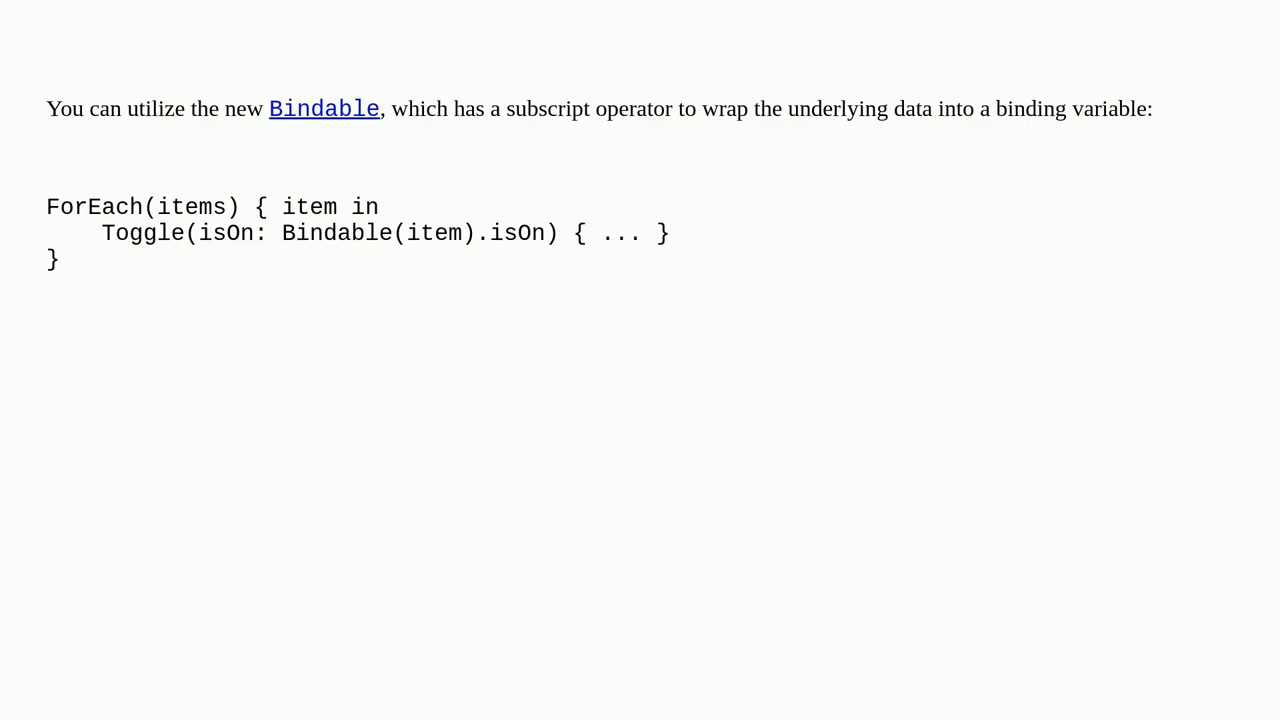 You can utilize the new Bindable, which has a subscript operator to wrap the underlying data into a binding variable:
ForEach(items) { item in
    Toggle(isOn: Bindable(item).isOn) { ... }
}